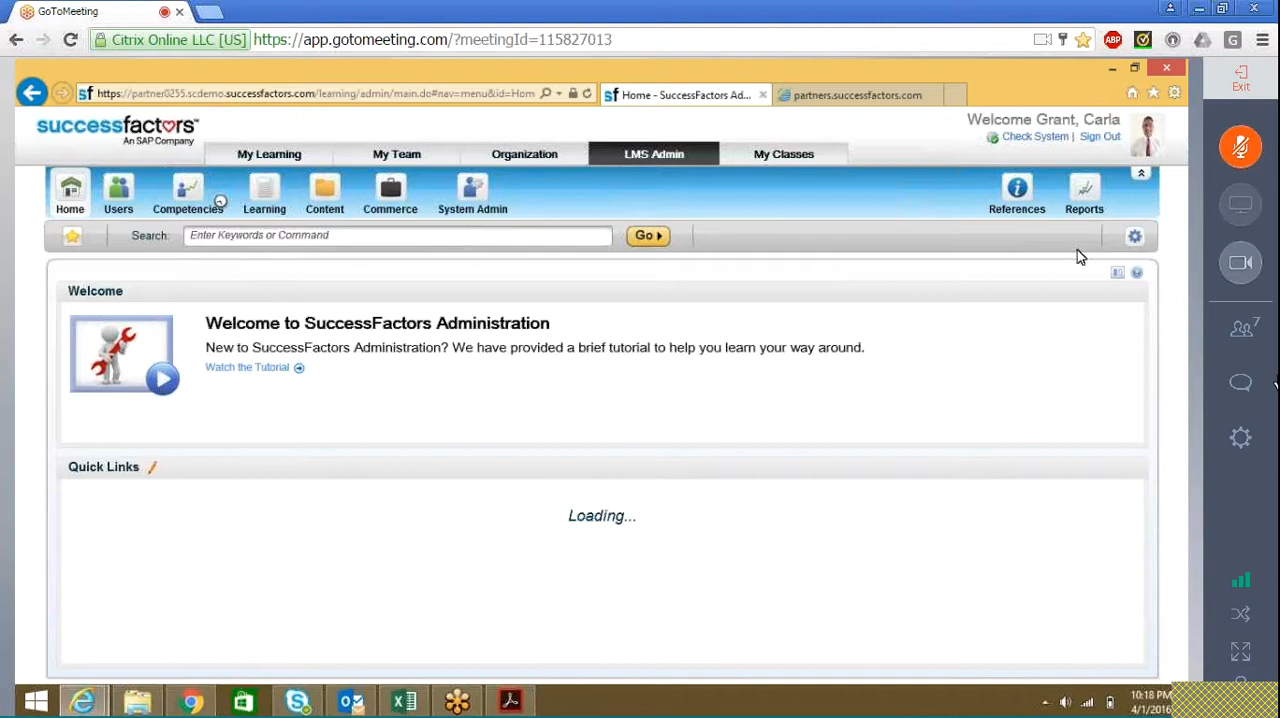 GoToMeeting
Citrix Online LLC [US] https://app.gotomeeting.com/?meetingId=115827013
ABP G
https://partner0255.scdemo.successfactors.com/learning/admin/main.do#nav=menu&id=Hom
sf Home - SuccessFactors Ad...
partners.successfactors.com
Exit
successfactors™
An SAP Company
Welcome Grant, Carla
Check System | Sign Out
My Learning My Team Organization LMS Admin My Classes
Home Users Competencies Learning Content Commerce System Admin References Reports
Search: Enter Keywords or Command Go
7
Welcome
Welcome to SuccessFactors Administration
New to SuccessFactors Administration? We have provided a brief tutorial to help you learn your way around.
Watch the Tutorial
Quick Links
Loading...
10:18 PM
4/1/2016